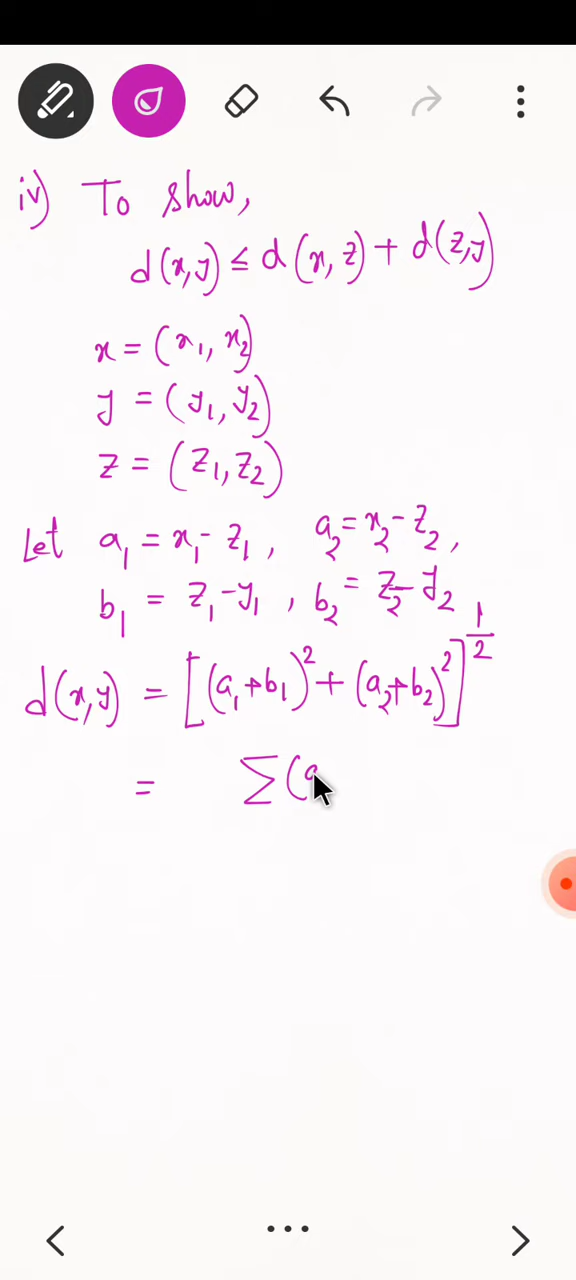 iv) To show,
d(x,y) ≤ d(x,z) + d(z,y)
x = (x₁, x₂)
y = (y₁, y₂)
z = (z₁, z₂)
Let a₁ = x₁ - z₁, a₂ = x₂ - z₂,
b₁ = z₁ - y₁, b₂ = z₂ - y₂
d(x,y) = [(a₁+b₁)² + (a₂+b₂)²]^(1/2)
= Σ(a